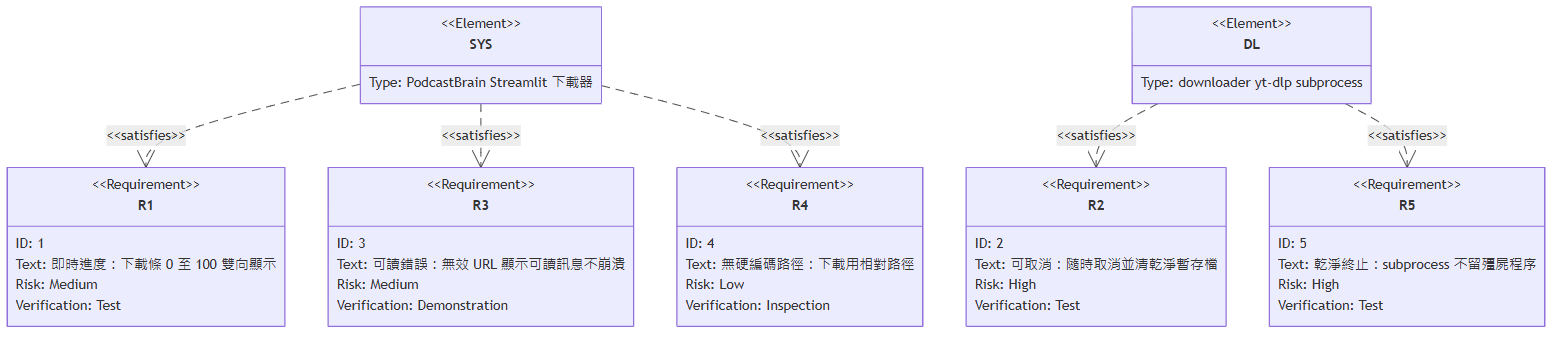 <<Element>>
SYS
Type: PodcastBrain Streamlit 下載器
<<Element>>
DL
Type: downloader yt-dlp subprocess
<<satisfies>>
<<satisfies>>
<<satisfies>>
<<satisfies>>
<<satisfies>>
<<Requirement>>
R1
ID: 1
Text: 即時進度：下載條 0 至 100 雙向顯示
Risk: Medium
Verification: Test
<<Requirement>>
R3
ID: 3
Text: 可讀錯誤：無效 URL 顯示可讀訊息不崩潰
Risk: Medium
Verification: Demonstration
<<Requirement>>
R4
ID: 4
Text: 無硬編碼路徑：下載用相對路徑
Risk: Low
Verification: Inspection
<<Requirement>>
R2
ID: 2
Text: 可取消：隨時取消並清乾淨暫存檔
Risk: High
Verification: Test
<<Requirement>>
R5
ID: 5
Text: 乾淨終止：subprocess 不留殭屍程序
Risk: High
Verification: Test